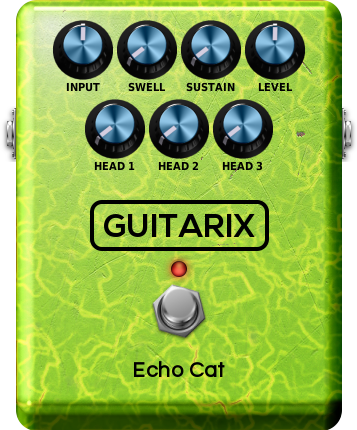 INPUT SWELL SUSTAIN LEVEL
HEAD 1 HEAD 2 HEAD 3
GUITARIX
Echo Cat